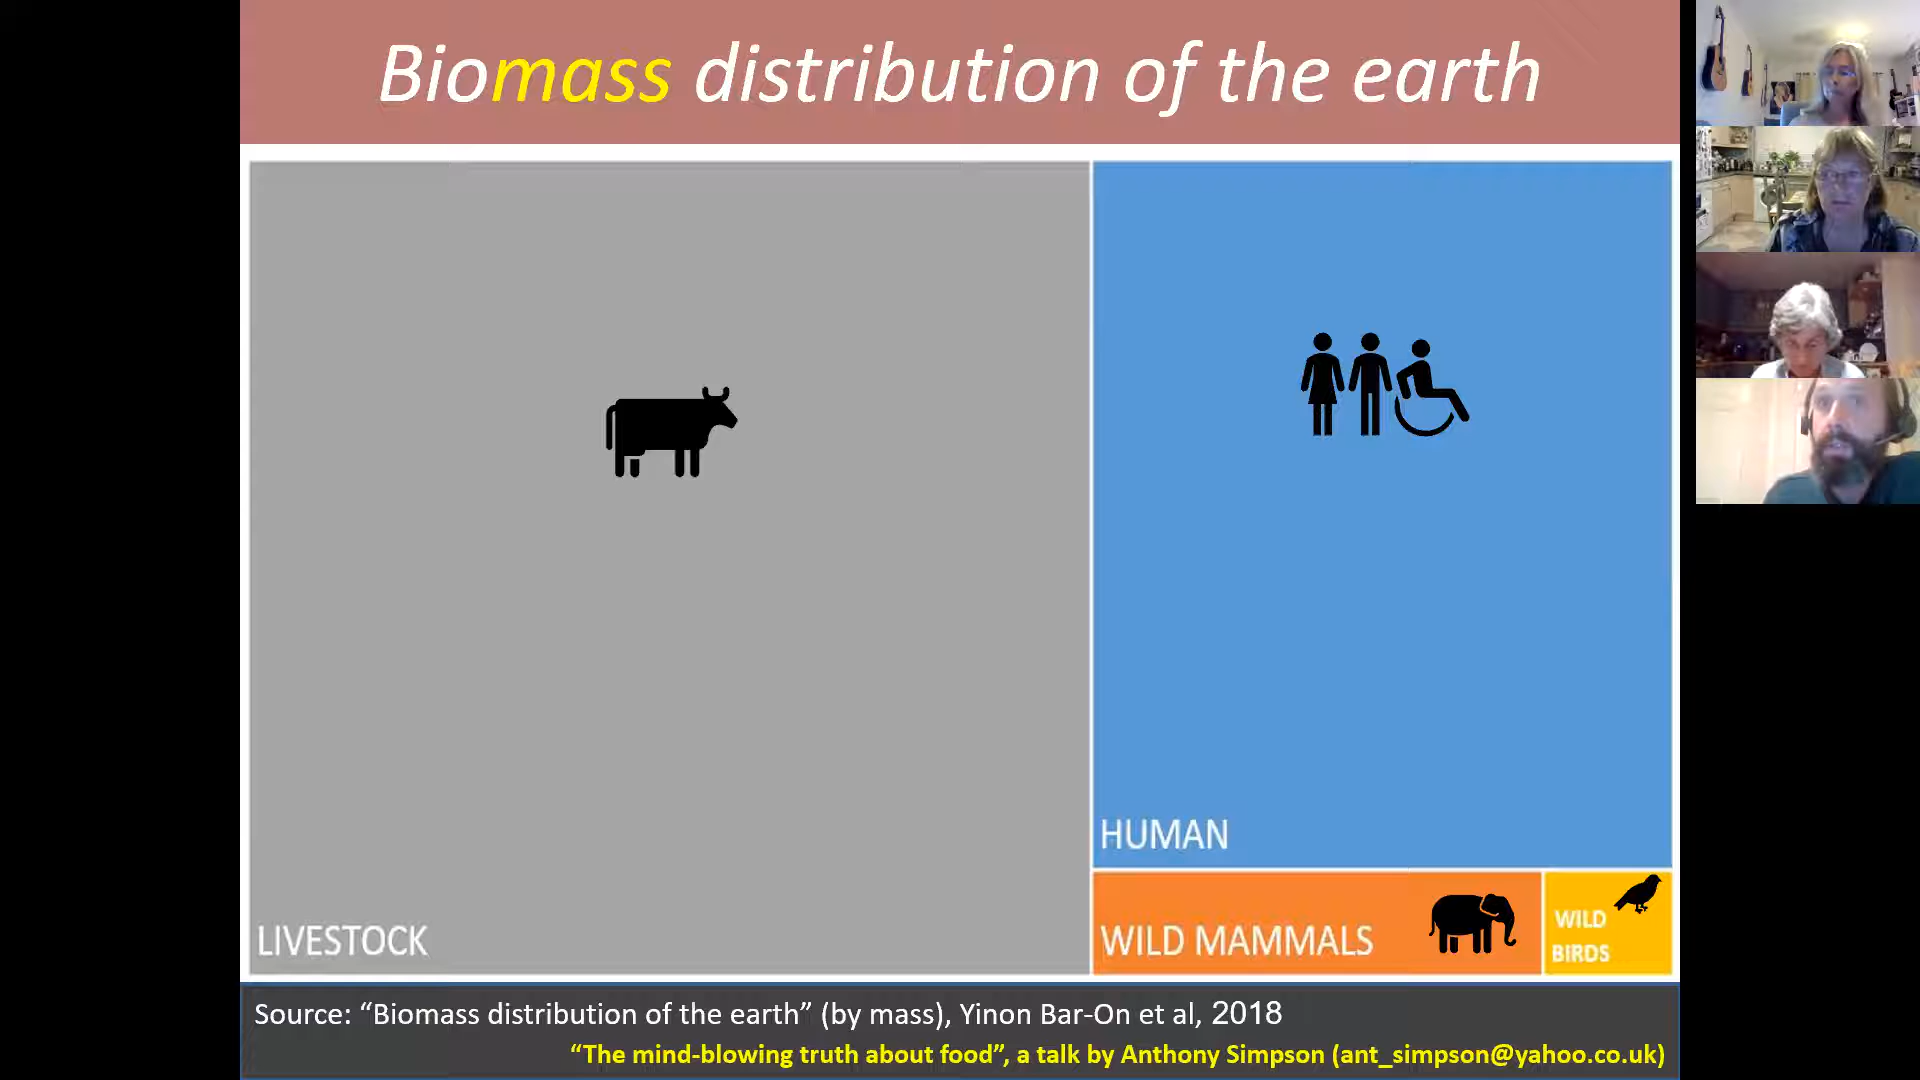 Biomass distribution of the earth
LIVESTOCK
HUMAN
WILD MAMMALS
WILD
BIRDS
Source: “Biomass distribution of the earth” (by mass), Yinon Bar-On et al, 2018
“The mind-blowing truth about food”, a talk by Anthony Simpson (ant_simpson@yahoo.co.uk)